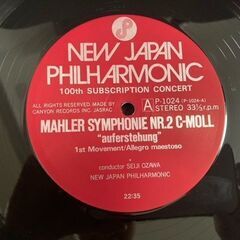 NEW JAPAN
PHILHARMONIC
100th SUBSCRIPTION CONCERT
ALL RIGHTS RESERVED. MADE BY
CANYON RECORDS INC. JASRAC
A P-1024 (P-1024-A)
STEREO 33⅓ r.p.m
MAHLER SYMPHONIE NR.2 C-MOLL
"auferstehung"
1st Movement/Allegro maestoso
conductor SEIJI OZAWA
NEW JAPAN PHILHARMONIC
22:35